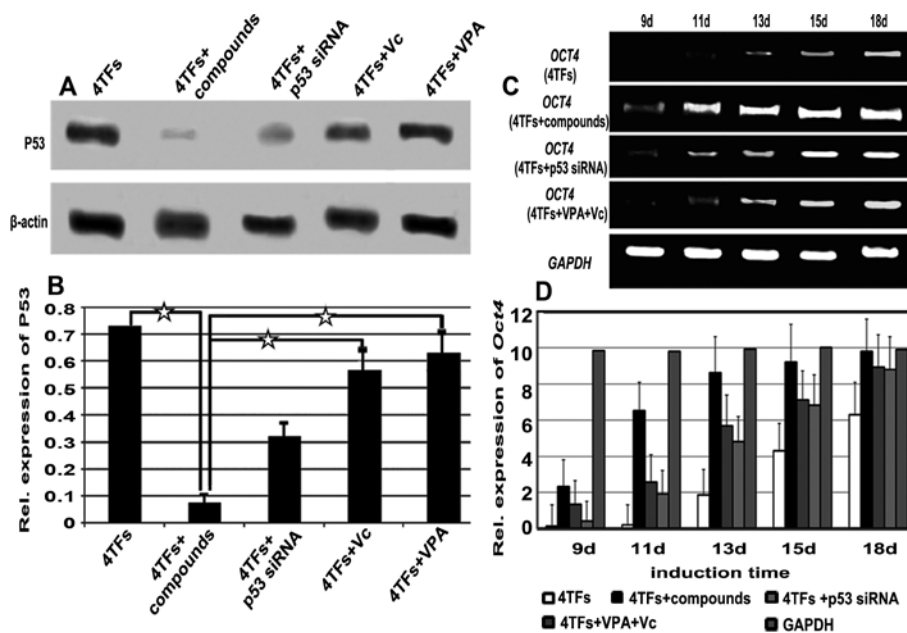 A
4TFs
4TFs+
compounds
4TFs+
p53 siRNA
4TFs+Vc
4TFs+VPA
P53
β-actin
B
Rel. expression of P53
0.8
0.7
0.6
0.5
0.4
0.3
0.2
0.1
0
4TFs
4TFs+
compounds
4TFs+
p53 siRNA
4TFs+Vc
4TFs+VPA
C
9d 11d 13d 15d 18d
OCT4
(4TFs)
OCT4
(4TFs+compounds)
OCT4
(4TFs+p53 siRNA)
OCT4
(4TFs+VPA+Vc)
GAPDH
D
Rel. expression of Oct4
12
10
8
6
4
2
0
9d 11d 13d 15d 18d
induction time
4TFs 4TFs+compounds 4TFs +p53 siRNA
4TFs+VPA+Vc GAPDH